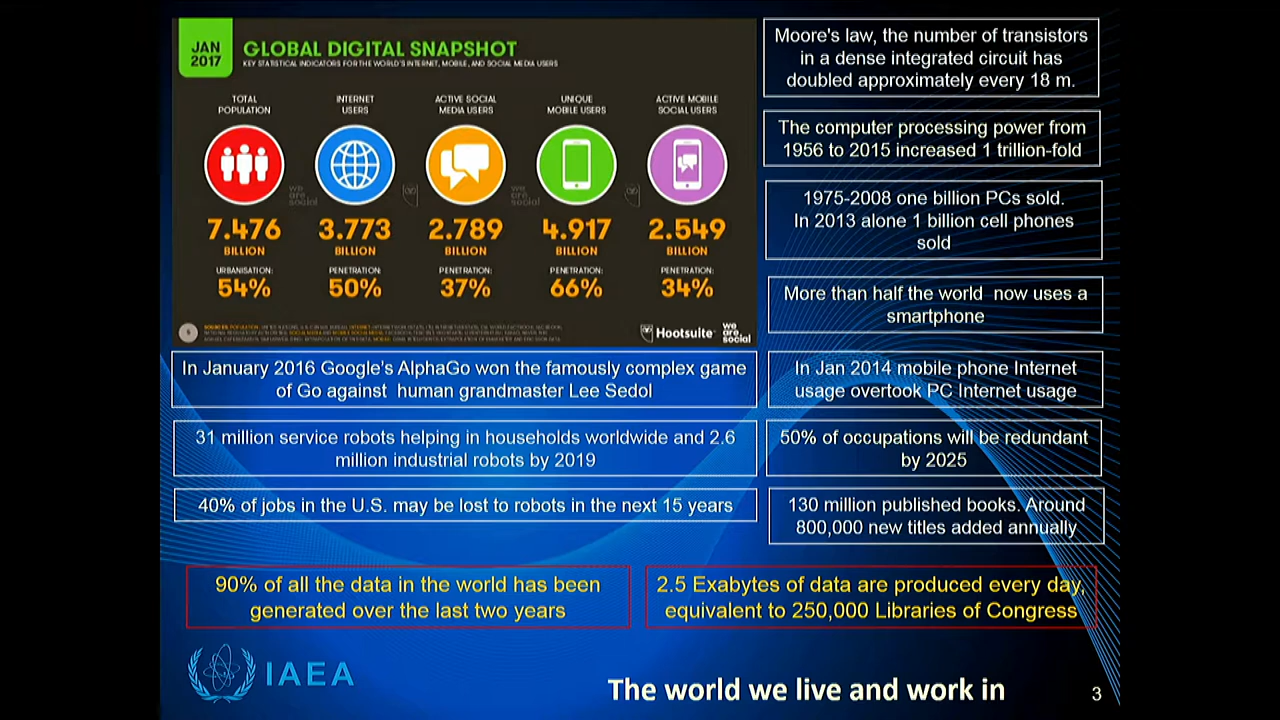 JAN
2017
GLOBAL DIGITAL SNAPSHOT
KEY STATISTICAL INDICATORS FOR THE WORLD'S INTERNET, MOBILE, AND SOCIAL MEDIA USERS
TOTAL
POPULATION
INTERNET
USERS
ACTIVE SOCIAL
MEDIA USERS
UNIQUE
MOBILE USERS
ACTIVE MOBILE
SOCIAL USERS
we
are
social
we
are
social
7.476
BILLION
3.773
BILLION
2.789
BILLION
4.917
BILLION
2.549
BILLION
URBANISATION:
54%
PENETRATION:
50%
PENETRATION:
37%
PENETRATION:
66%
PENETRATION:
34%
Hootsuite
we
are
social
Moore's law, the number of transistors
in a dense integrated circuit has
doubled approximately every 18 m.
The computer processing power from
1956 to 2015 increased 1 trillion-fold
1975-2008 one billion PCs sold.
In 2013 alone 1 billion cell phones
sold
More than half the world now uses a
smartphone
In January 2016 Google's AlphaGo won the famously complex game
of Go against human grandmaster Lee Sedol
In Jan 2014 mobile phone Internet
usage overtook PC Internet usage
31 million service robots helping in households worldwide and 2.6
million industrial robots by 2019
50% of occupations will be redundant
by 2025
40% of jobs in the U.S. may be lost to robots in the next 15 years
130 million published books. Around
800,000 new titles added annually
90% of all the data in the world has been
generated over the last two years
2.5 Exabytes of data are produced every day,
equivalent to 250,000 Libraries of Congress
IAEA
The world we live and work in
3